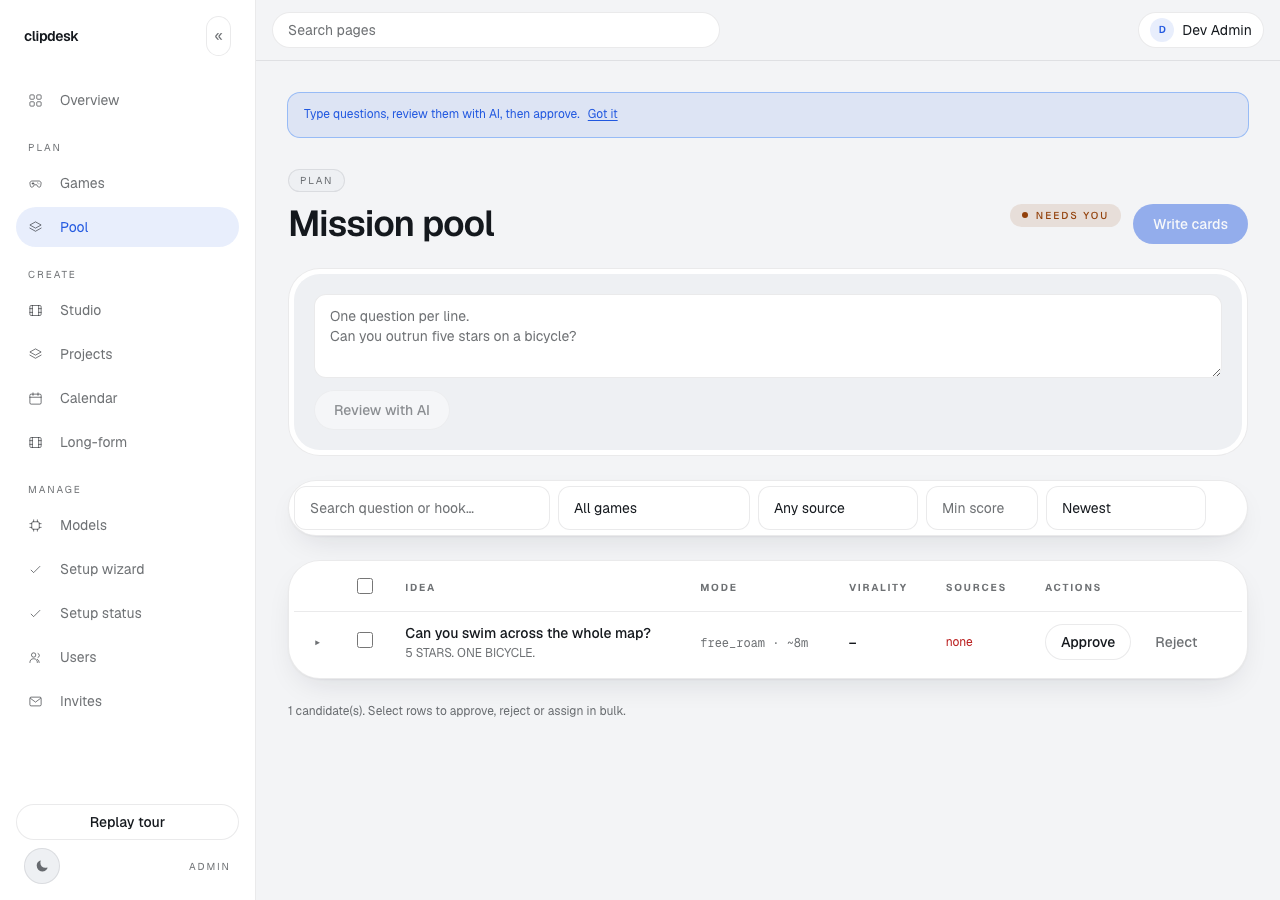 clipdesk
«
Search pages
D Dev Admin
Overview
PLAN
Games
Pool
CREATE
Studio
Projects
Calendar
Long-form
MANAGE
Models
Setup wizard
Setup status
Users
Invites
Replay tour
ADMIN
Type questions, review them with AI, then approve. Got it
PLAN
Mission pool
NEEDS YOU
Write cards
One question per line.
Can you outrun five stars on a bicycle?
Review with AI
Search question or hook... All games Any source Min score Newest
IDEA MODE VIRALITY SOURCES ACTIONS
Can you swim across the whole map? free_roam · ~8m – none Approve Reject
5 STARS. ONE BICYCLE.
1 candidate(s). Select rows to approve, reject or assign in bulk.